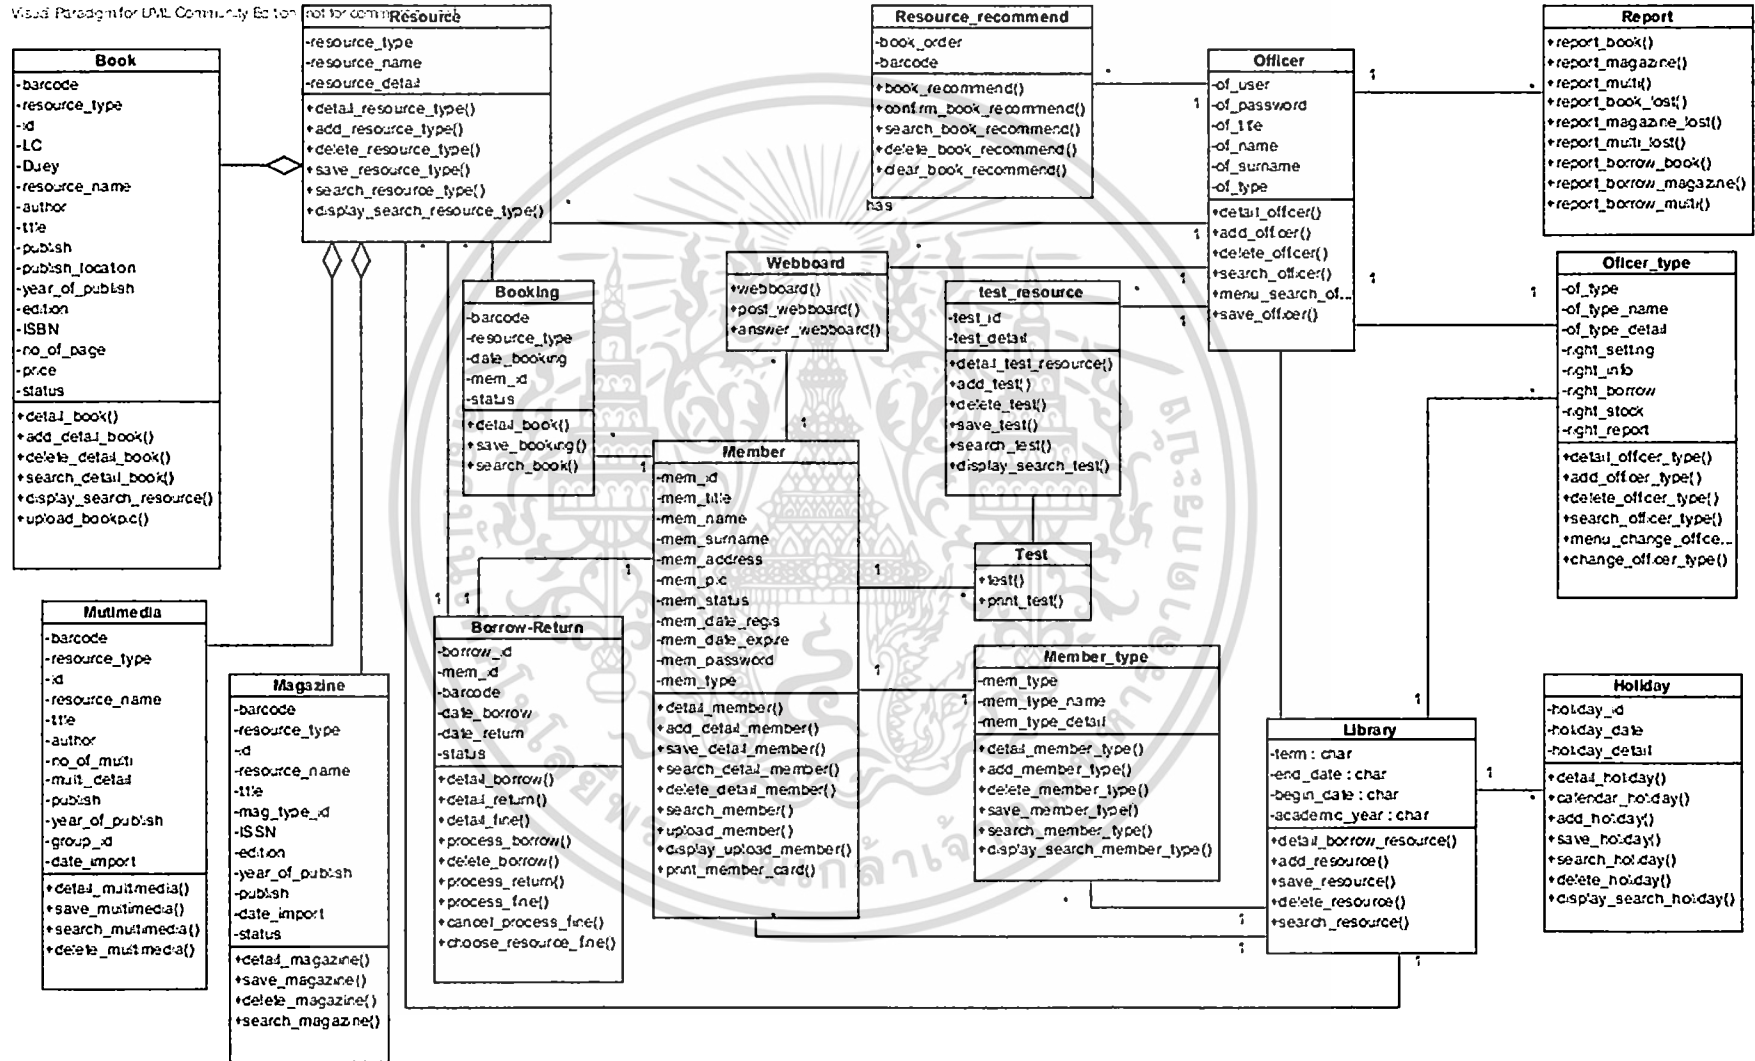 Visual Paradigm for UML Community Edition [not for comm
Resource
-resource_type
-resource_name
-resource_detail
+detail_resource_type()
+add_resource_type()
+delete_resource_type()
+save_resource_type()
+search_resource_type()
+display_search_resource_type()
Book
-barcode
-resource_type
-id
-LC
-Duey
-resource_name
-author
-title
-publish
-publish_location
-year_of_publish
-edition
-ISBN
-no_of_page
-price
-status
+detail_book()
+add_detail_book()
+delete_detail_book()
+search_detail_book()
+display_search_resource()
+upload_bookpic()
Mutimedia
-barcode
-resource_type
-id
-resource_name
-title
-author
-no_of_multi
-multi_detail
-publish
-year_of_publish
-group_id
-date_import
+detail_multimedia()
+save_multimedia()
+search_multimedia()
+delete_multimedia()
Magazine
-barcode
-resource_type
-id
-resource_name
-title
-mag_type_id
-ISSN
-edition
-year_of_publish
-publish
-date_import
-status
+detail_magazine()
+save_magazine()
+delete_magazine()
+search_magazine()
Booking
-barcode
-resource_type
-date_booking
-mem_id
-status
+detail_book()
+save_booking()
+search_book()
Borrow-Return
-borrow_id
-mem_id
-barcode
-date_borrow
-date_return
-status
+detail_borrow()
+detail_return()
+detail_fine()
+process_borrow()
+delete_borrow()
+process_return()
+process_fine()
+cancel_process_fine()
+choose_resource_fine()
Resource_recommend
-book_order
-barcode
+book_recommend()
+confirm_book_recommend()
+search_book_recommend()
+delete_book_recommend()
+clear_book_recommend()
has
Webboard
+webboard()
+post_webboard()
+answer_webboard()
Member
-mem_id
-mem_title
-mem_name
-mem_surname
-mem_address
-mem_pic
-mem_status
-mem_date_regis
-mem_date_expire
-mem_password
-mem_type
+detail_member()
+add_detail_member()
+save_detail_member()
+search_detail_member()
+delete_detail_member()
+search_member()
+upload_member()
+display_upload_member()
+print_member_card()
test_resource
-test_id
-test_detail
+detail_test_resource()
+add_test()
+delete_test()
+save_test()
+search_test()
+display_search_test()
Test
+test()
+print_test()
Member_type
-mem_type
-mem_type_name
-mem_type_detail
+detail_member_type()
+add_member_type()
+delete_member_type()
+save_member_type()
+search_member_type()
+display_search_member_type()
Officer
-of_user
-of_password
-of_title
-of_name
-of_surname
-of_type
+detail_officer()
+add_officer()
+delete_officer()
+search_officer()
+menu_search_of...
+save_officer()
Report
+report_book()
+report_magazine()
+report_multi()
+report_book_lost()
+report_magazine_lost()
+report_multi_lost()
+report_borrow_book()
+report_borrow_magazine()
+report_borrow_multi()
Oficer_type
-of_type
-of_type_name
-of_type_detail
-right_setting
-right_info
-right_borrow
-right_stock
-right_report
+detail_officer_type()
+add_officer_type()
+delete_officer_type()
+search_officer_type()
+menu_change_office...
+change_officer_type()
Library
-term : char
-end_date : char
-begin_date : char
-academic_year : char
+detail_borrow_resource()
+add_resource()
+save_resource()
+delete_resource()
+search_resource()
Holiday
-holiday_id
-holiday_date
-holiday_detail
+detail_holiday()
+calendar_holiday()
+add_holiday()
+save_holiday()
+search_holiday()
+delete_holiday()
+display_search_holiday()